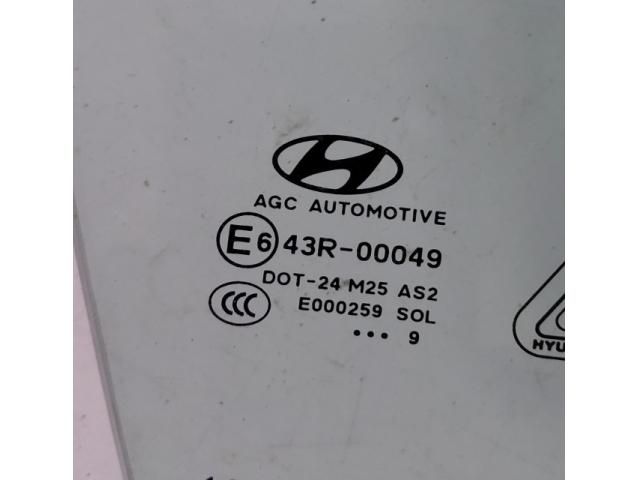 AGC AUTOMOTIVE
E6 43R-00049
DOT-24 M25 AS2
CCC E000259 SOL
••• 9
HYU